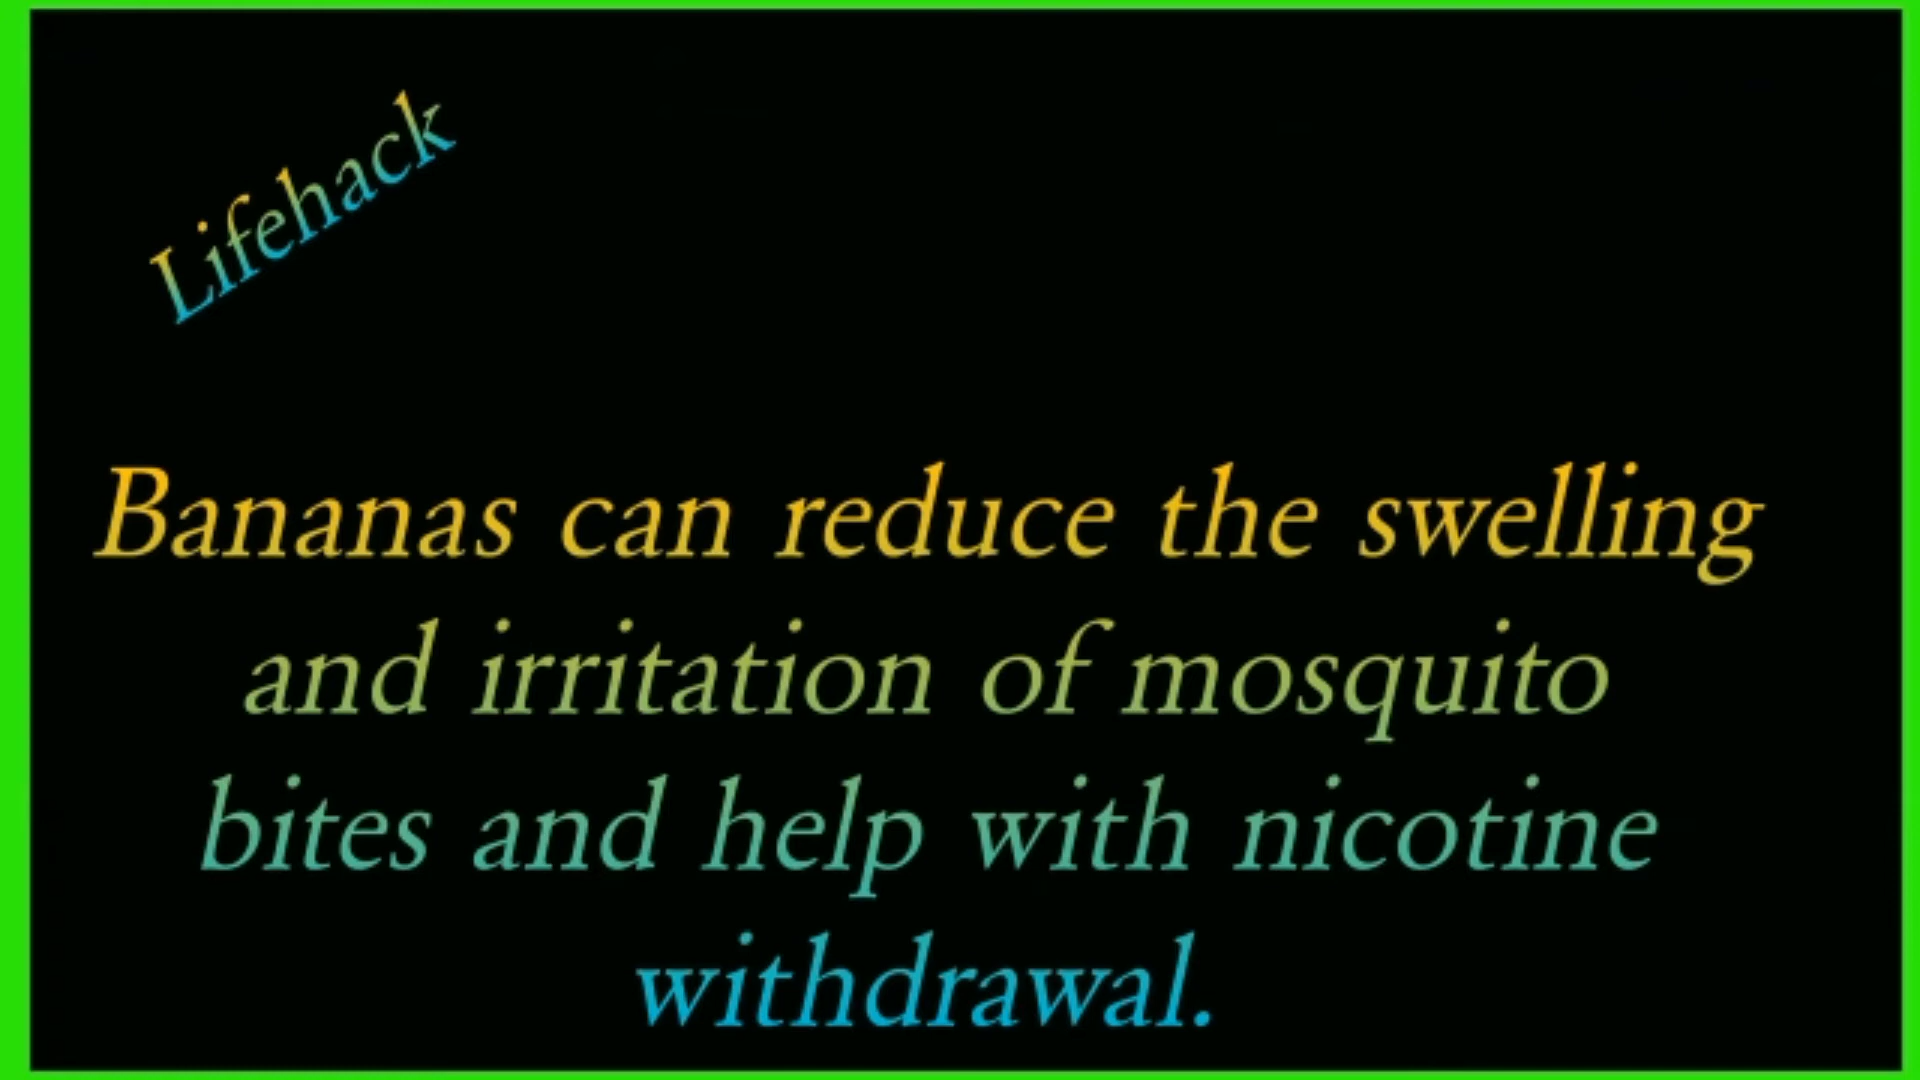 Lifehack
Bananas can reduce the swelling
and irritation of mosquito
bites and help with nicotine
withdrawal.